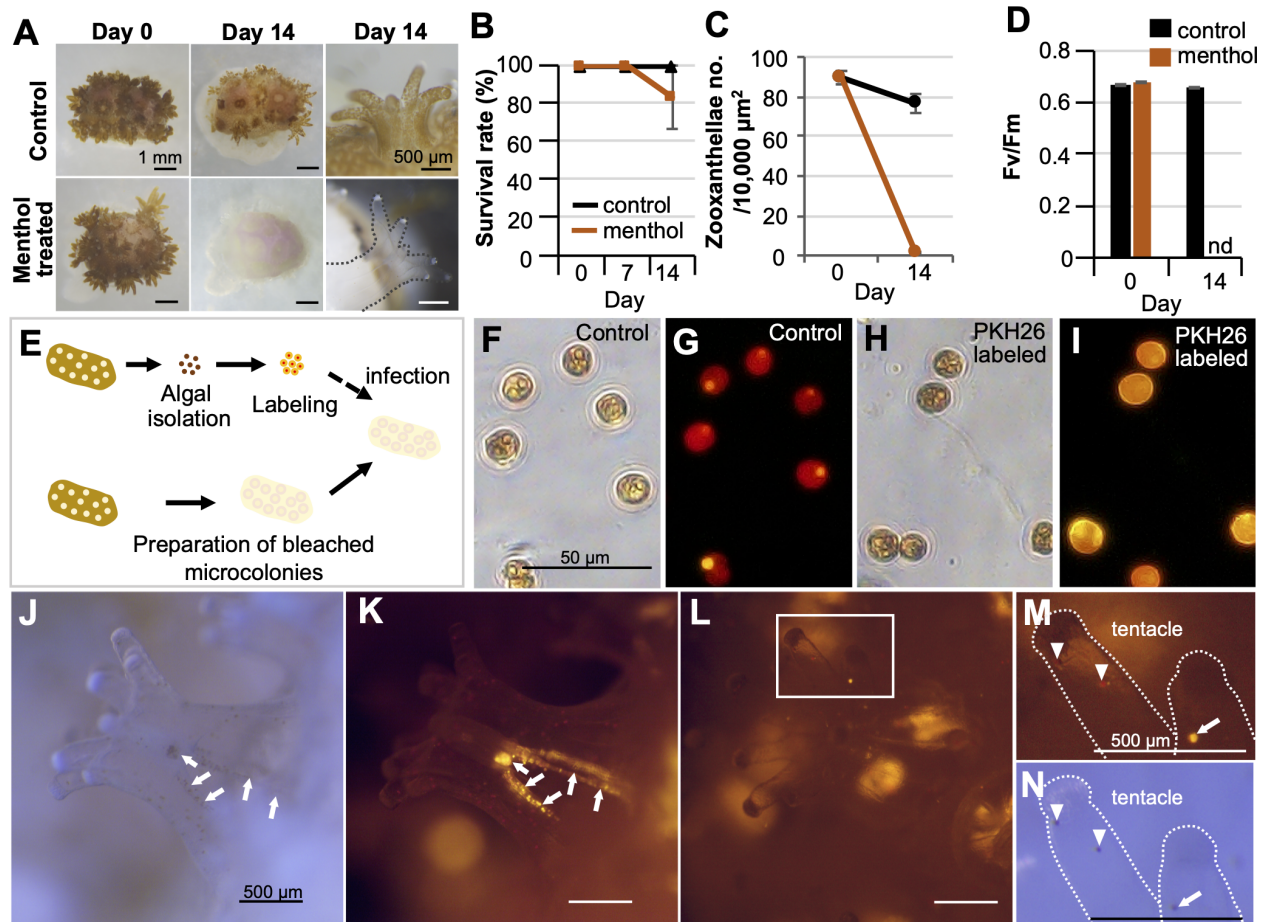 A
Day 0
Day 14
Day 14
Control
1 mm
500 µm
Menthol
treated
B
Survival rate (%)
100
80
60
40
20
0
control
menthol
0
7
14
Day
C
Zooxanthellae no.
/10,000 µm²
100
80
60
40
20
0
0
14
Day
D
control
menthol
Fv/Fm
0.8
0.6
0.4
0.2
0
nd
0
14
Day
E
Algal
isolation
Labeling
infection
Preparation of bleached
microcolonies
F
Control
50 µm
G
Control
H
PKH26
labeled
I
PKH26
labeled
J
500 µm
K
L
M
tentacle
500 µm
N
tentacle